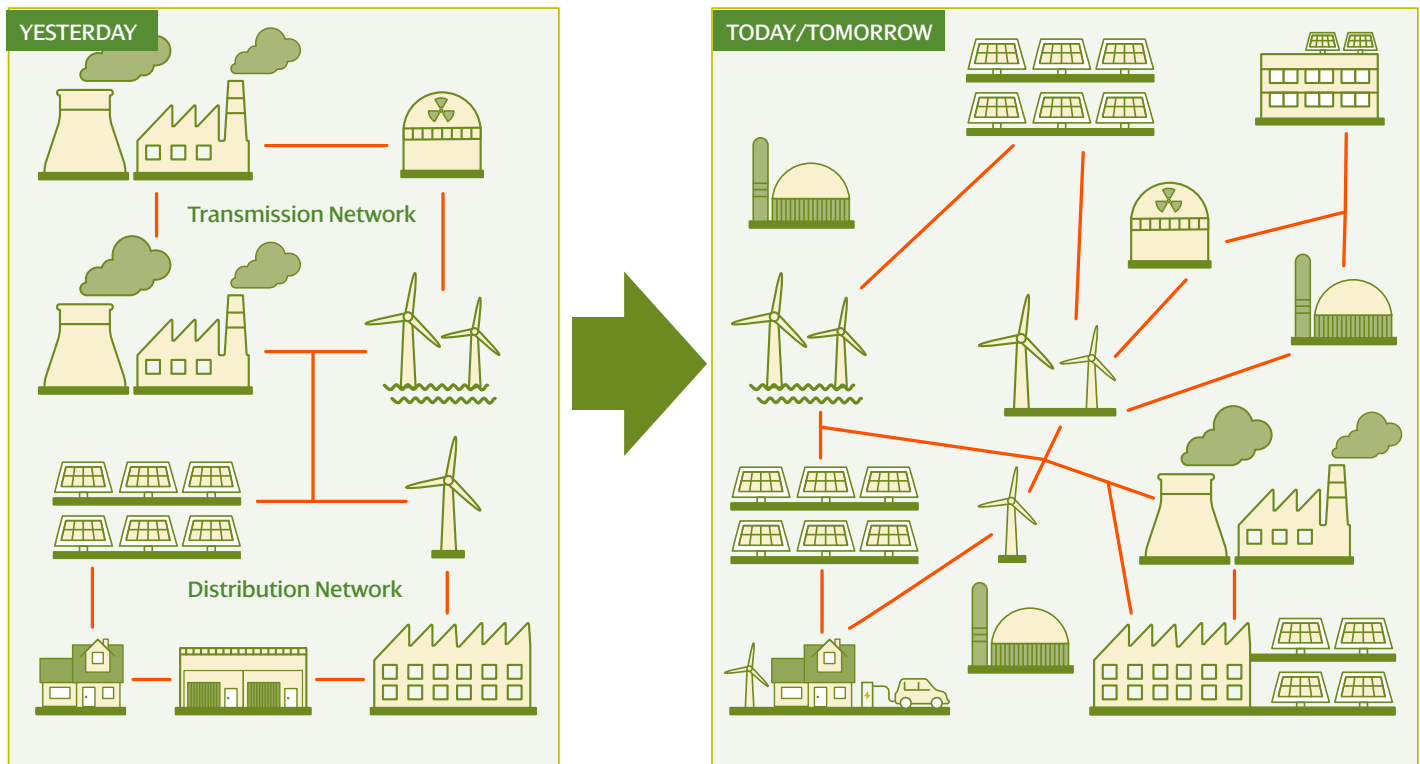 YESTERDAY
Transmission Network
Distribution Network
TODAY/TOMORROW